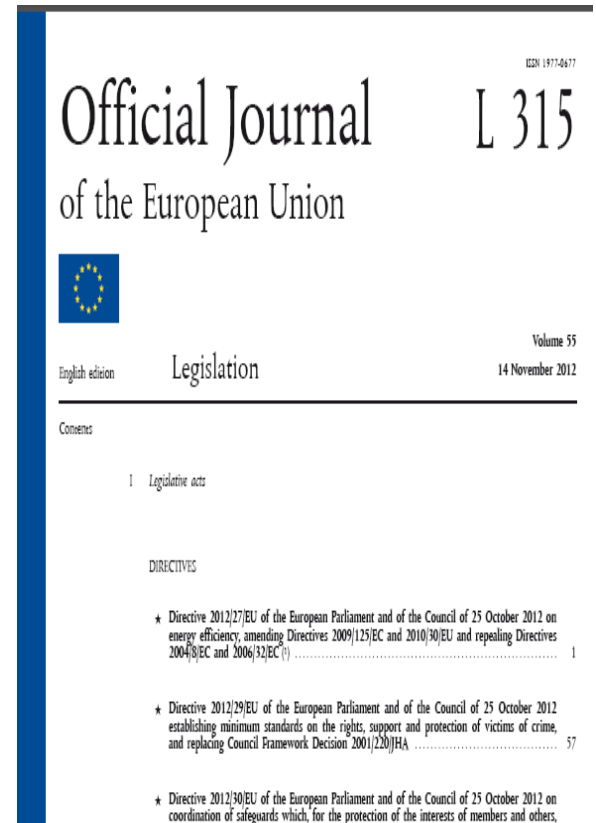 ISSN 1977-0677
Official Journal L 315
of the European Union
Volume 55
English edition Legislation 14 November 2012
Contents
I Legislative acts
DIRECTIVES
★ Directive 2012/27/EU of the European Parliament and of the Council of 25 October 2012 on
energy efficiency, amending Directives 2009/125/EC and 2010/30/EU and repealing Directives
2004/8/EC and 2006/32/EC (¹) ............................................................ 1
★ Directive 2012/29/EU of the European Parliament and of the Council of 25 October 2012
establishing minimum standards on the rights, support and protection of victims of crime,
and replacing Council Framework Decision 2001/220/JHA .................................. 57
★ Directive 2012/30/EU of the European Parliament and of the Council of 25 October 2012 on
coordination of safeguards which, for the protection of the interests of members and others,